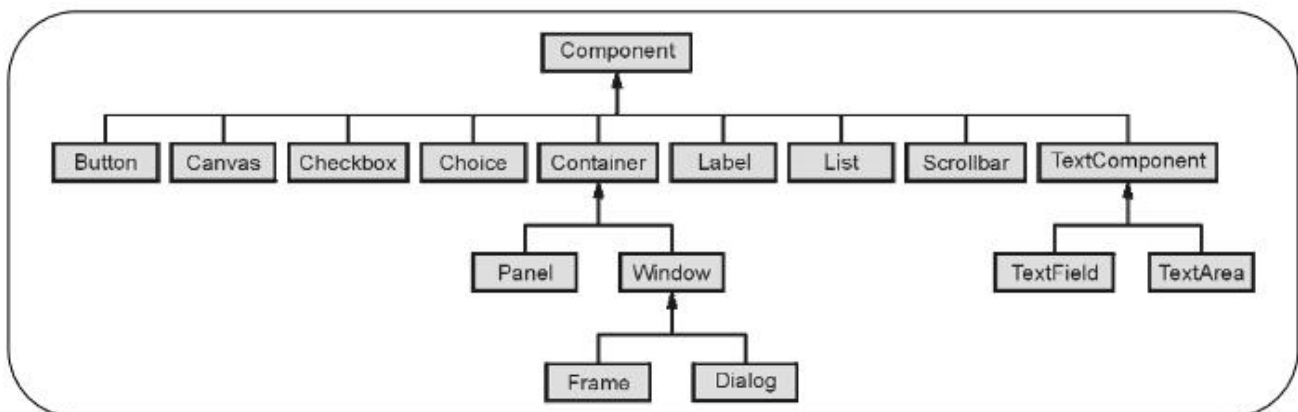 Component
Button Canvas Checkbox Choice Container Label List Scrollbar TextComponent
Panel Window TextField TextArea
Frame Dialog